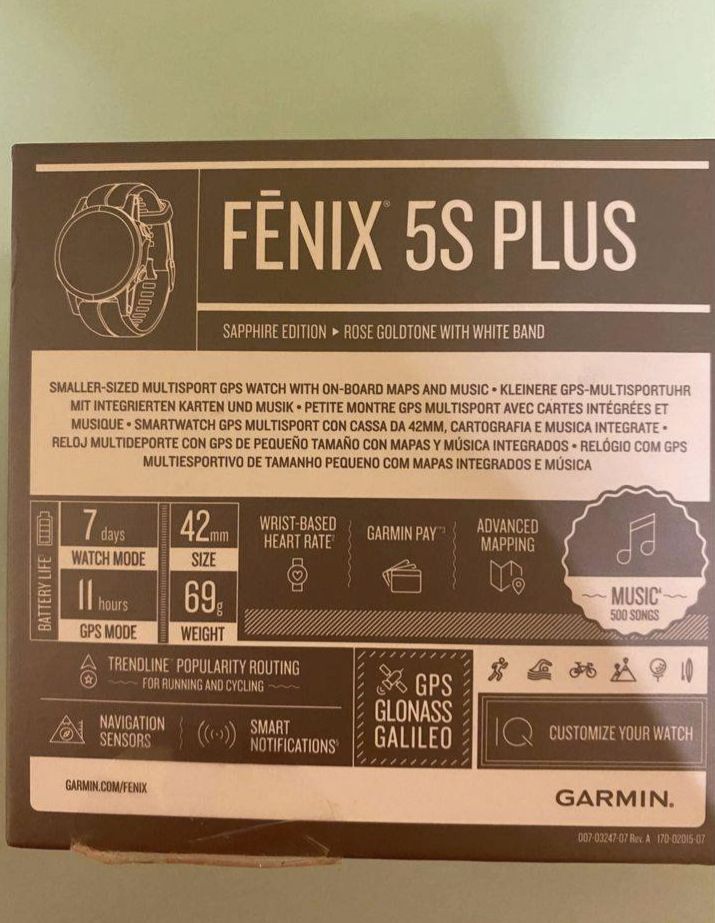 FĒNIX® 5S PLUS
SAPPHIRE EDITION ▸ ROSE GOLDTONE WITH WHITE BAND
SMALLER-SIZED MULTISPORT GPS WATCH WITH ON-BOARD MAPS AND MUSIC • KLEINERE GPS-MULTISPORTUHR
MIT INTEGRIERTEN KARTEN UND MUSIK • PETITE MONTRE GPS MULTISPORT AVEC CARTES INTÉGRÉES ET
MUSIQUE • SMARTWATCH GPS MULTISPORT CON CASSA DA 42MM, CARTOGRAFIA E MUSICA INTEGRATE •
RELOJ MULTIDEPORTE CON GPS DE PEQUEÑO TAMAÑO CON MAPAS Y MÚSICA INTEGRADOS • RELÓGIO COM GPS
MULTIESPORTIVO DE TAMANHO PEQUENO COM MAPAS INTEGRADOS E MÚSICA
BATTERY LIFE
7 days
WATCH MODE
11 hours
GPS MODE
42mm
SIZE
69g
WEIGHT
WRIST-BASED
HEART RATE
GARMIN PAY
ADVANCED
MAPPING
MUSIC
500 SONGS
TRENDLINE POPULARITY ROUTING
FOR RUNNING AND CYCLING
NAVIGATION
SENSORS
SMART
NOTIFICATIONS
GPS
GLONASS
GALILEO
IQ CUSTOMIZE YOUR WATCH
GARMIN.COM/FENIX
GARMIN.
007-03247-07 Rev. A 170-02015-07